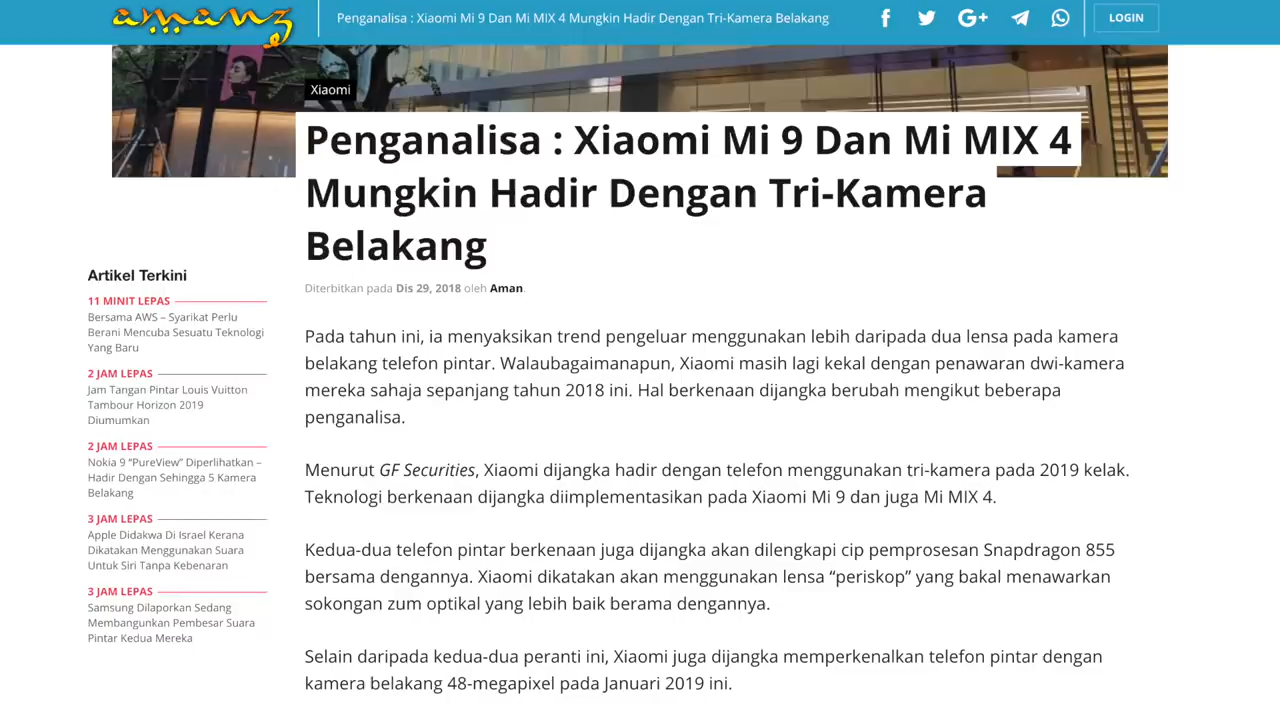 amanz
Penganalisa : Xiaomi Mi 9 Dan Mi MIX 4 Mungkin Hadir Dengan Tri-Kamera Belakang
LOGIN
Xiaomi
Penganalisa : Xiaomi Mi 9 Dan Mi MIX 4
Mungkin Hadir Dengan Tri-Kamera
Belakang
Diterbitkan pada Dis 29, 2018 oleh Aman.
Artikel Terkini
11 MINIT LEPAS
Bersama AWS – Syarikat Perlu
Berani Mencuba Sesuatu Teknologi
Yang Baru
2 JAM LEPAS
Jam Tangan Pintar Louis Vuitton
Tambour Horizon 2019
Diumumkan
2 JAM LEPAS
Nokia 9 “PureView” Diperlihatkan –
Hadir Dengan Sehingga 5 Kamera
Belakang
3 JAM LEPAS
Apple Didakwa Di Israel Kerana
Dikatakan Menggunakan Suara
Untuk Siri Tanpa Kebenaran
3 JAM LEPAS
Samsung Dilaporkan Sedang
Membangunkan Pembesar Suara
Pintar Kedua Mereka
Pada tahun ini, ia menyaksikan trend pengeluar menggunakan lebih daripada dua lensa pada kamera
belakang telefon pintar. Walaubagaimanapun, Xiaomi masih lagi kekal dengan penawaran dwi-kamera
mereka sahaja sepanjang tahun 2018 ini. Hal berkenaan dijangka berubah mengikut beberapa
penganalisa.
Menurut GF Securities, Xiaomi dijangka hadir dengan telefon menggunakan tri-kamera pada 2019 kelak.
Teknologi berkenaan dijangka diimplementasikan pada Xiaomi Mi 9 dan juga Mi MIX 4.
Kedua-dua telefon pintar berkenaan juga dijangka akan dilengkapi cip pemprosesan Snapdragon 855
bersama dengannya. Xiaomi dikatakan akan menggunakan lensa “periskop” yang bakal menawarkan
sokongan zum optikal yang lebih baik berama dengannya.
Selain daripada kedua-dua peranti ini, Xiaomi juga dijangka memperkenalkan telefon pintar dengan
kamera belakang 48-megapixel pada Januari 2019 ini.